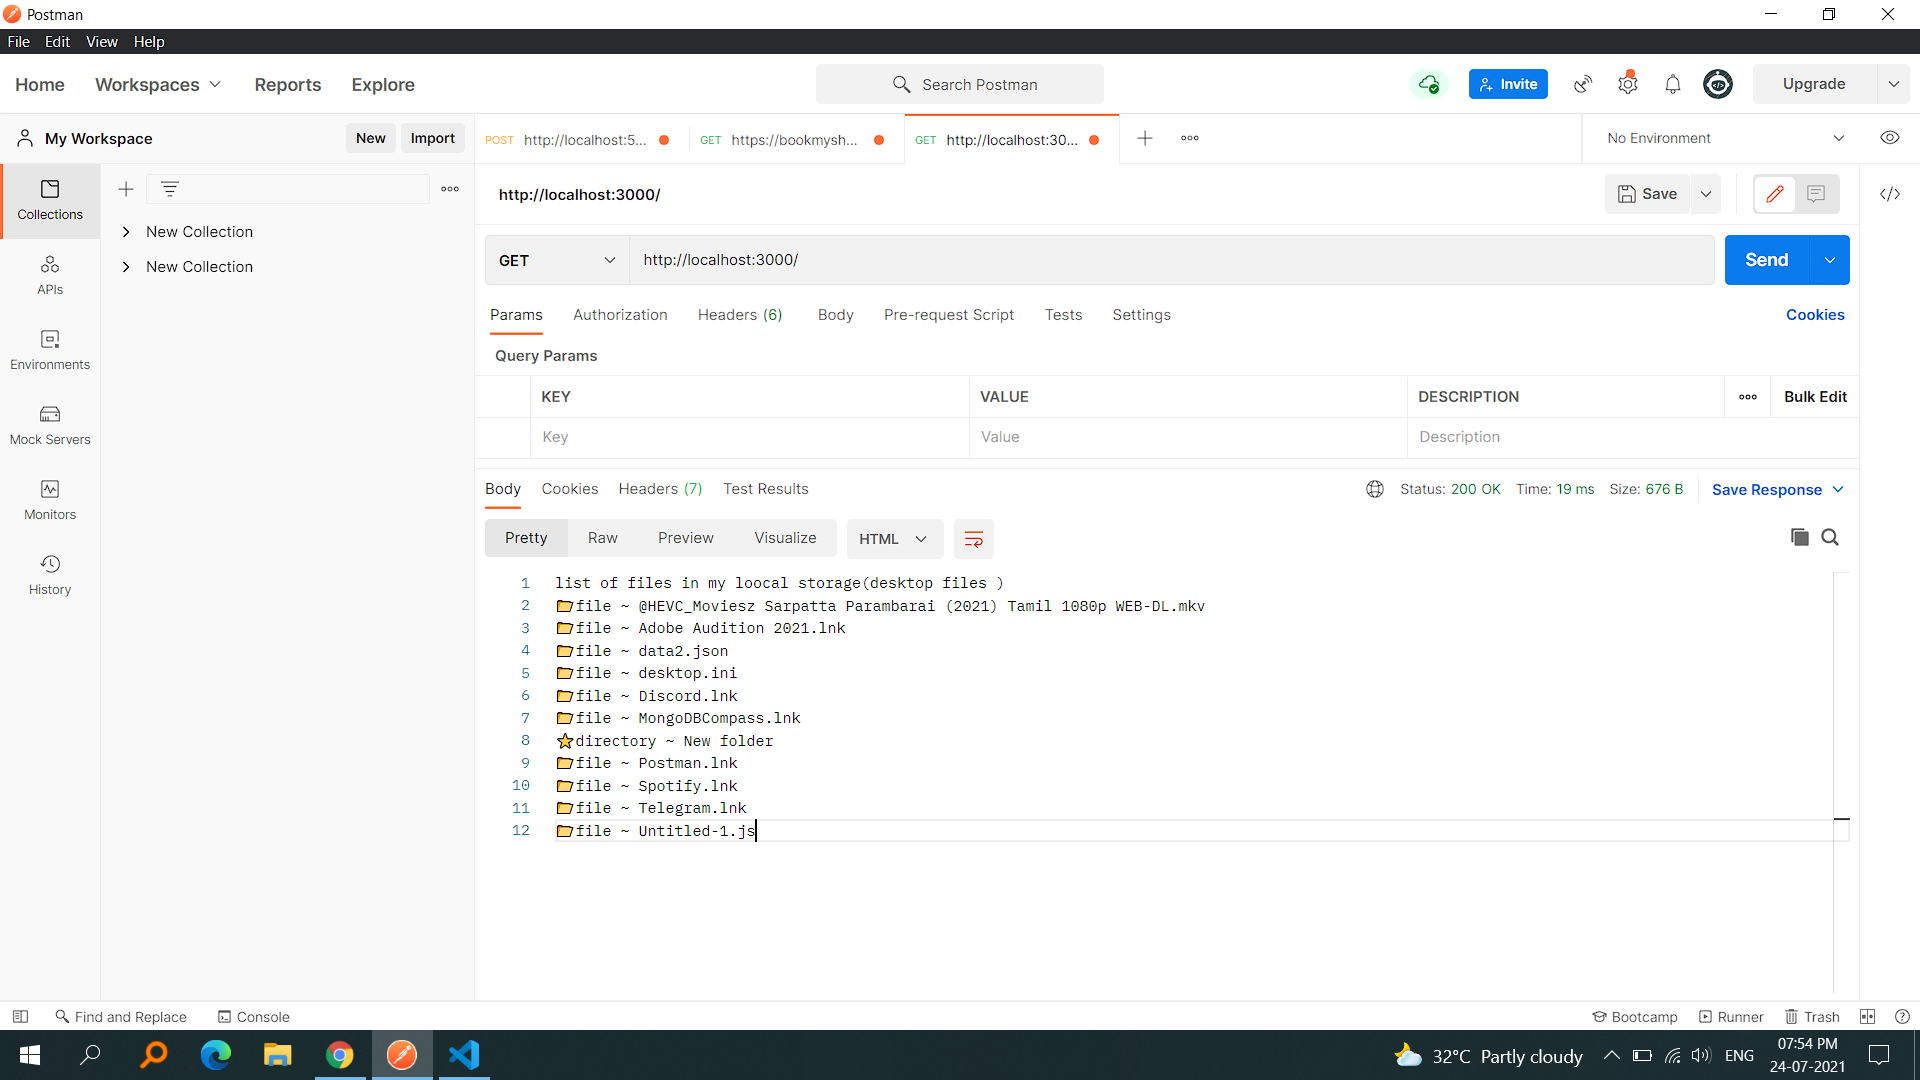 Postman
File Edit View Help
Home Workspaces Reports Explore Search Postman Invite Upgrade
My Workspace New Import POST http://localhost:5... GET https://bookmysh... GET http://localhost:30... No Environment
http://localhost:3000/ Save
Collections
New Collection
New Collection
APIs
Environments
Mock Servers
Monitors
History
GET http://localhost:3000/ Send
Params Authorization Headers (6) Body Pre-request Script Tests Settings Cookies
Query Params
KEY VALUE DESCRIPTION Bulk Edit
Key Value Description
Body Cookies Headers (7) Test Results Status: 200 OK Time: 19 ms Size: 676 B Save Response
Pretty Raw Preview Visualize HTML
1 list of files in my loocal storage(desktop files )
2 📁file ~ @HEVC_Moviesz Sarpatta Parambarai (2021) Tamil 1080p WEB-DL.mkv
3 📁file ~ Adobe Audition 2021.lnk
4 📁file ~ data2.json
5 📁file ~ desktop.ini
6 📁file ~ Discord.lnk
7 📁file ~ MongoDBCompass.lnk
8 ⭐directory ~ New folder
9 📁file ~ Postman.lnk
10 📁file ~ Spotify.lnk
11 📁file ~ Telegram.lnk
12 📁file ~ Untitled-1.js
Find and Replace Console Bootcamp Runner Trash
32°C Partly cloudy ENG 07:54 PM
24-07-2021